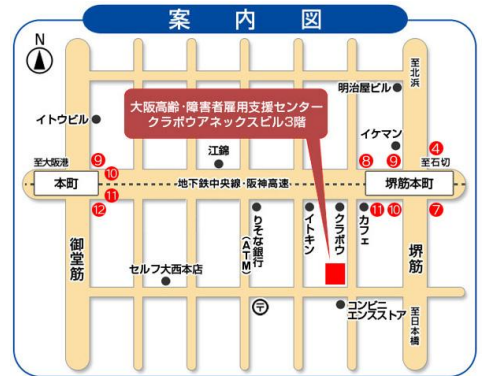 案内図
N
至北浜
明治屋ビル
大阪高齢・障害者雇用支援センター
クラボウアネックスビル3階
イトウビル
イケマン
江錦
④
至大阪港
⑨
⑩
⑧
⑨
至石切
本町
地下鉄中央線・阪神高速
堺筋本町
⑪
⑫
⑪
⑩
⑦
りそな銀行
(ATM)
イトキン
クラボウ
カフェ
御堂筋
堺筋
セルフ大西本店
〒
コンビニ
エンスストア
至日本橋